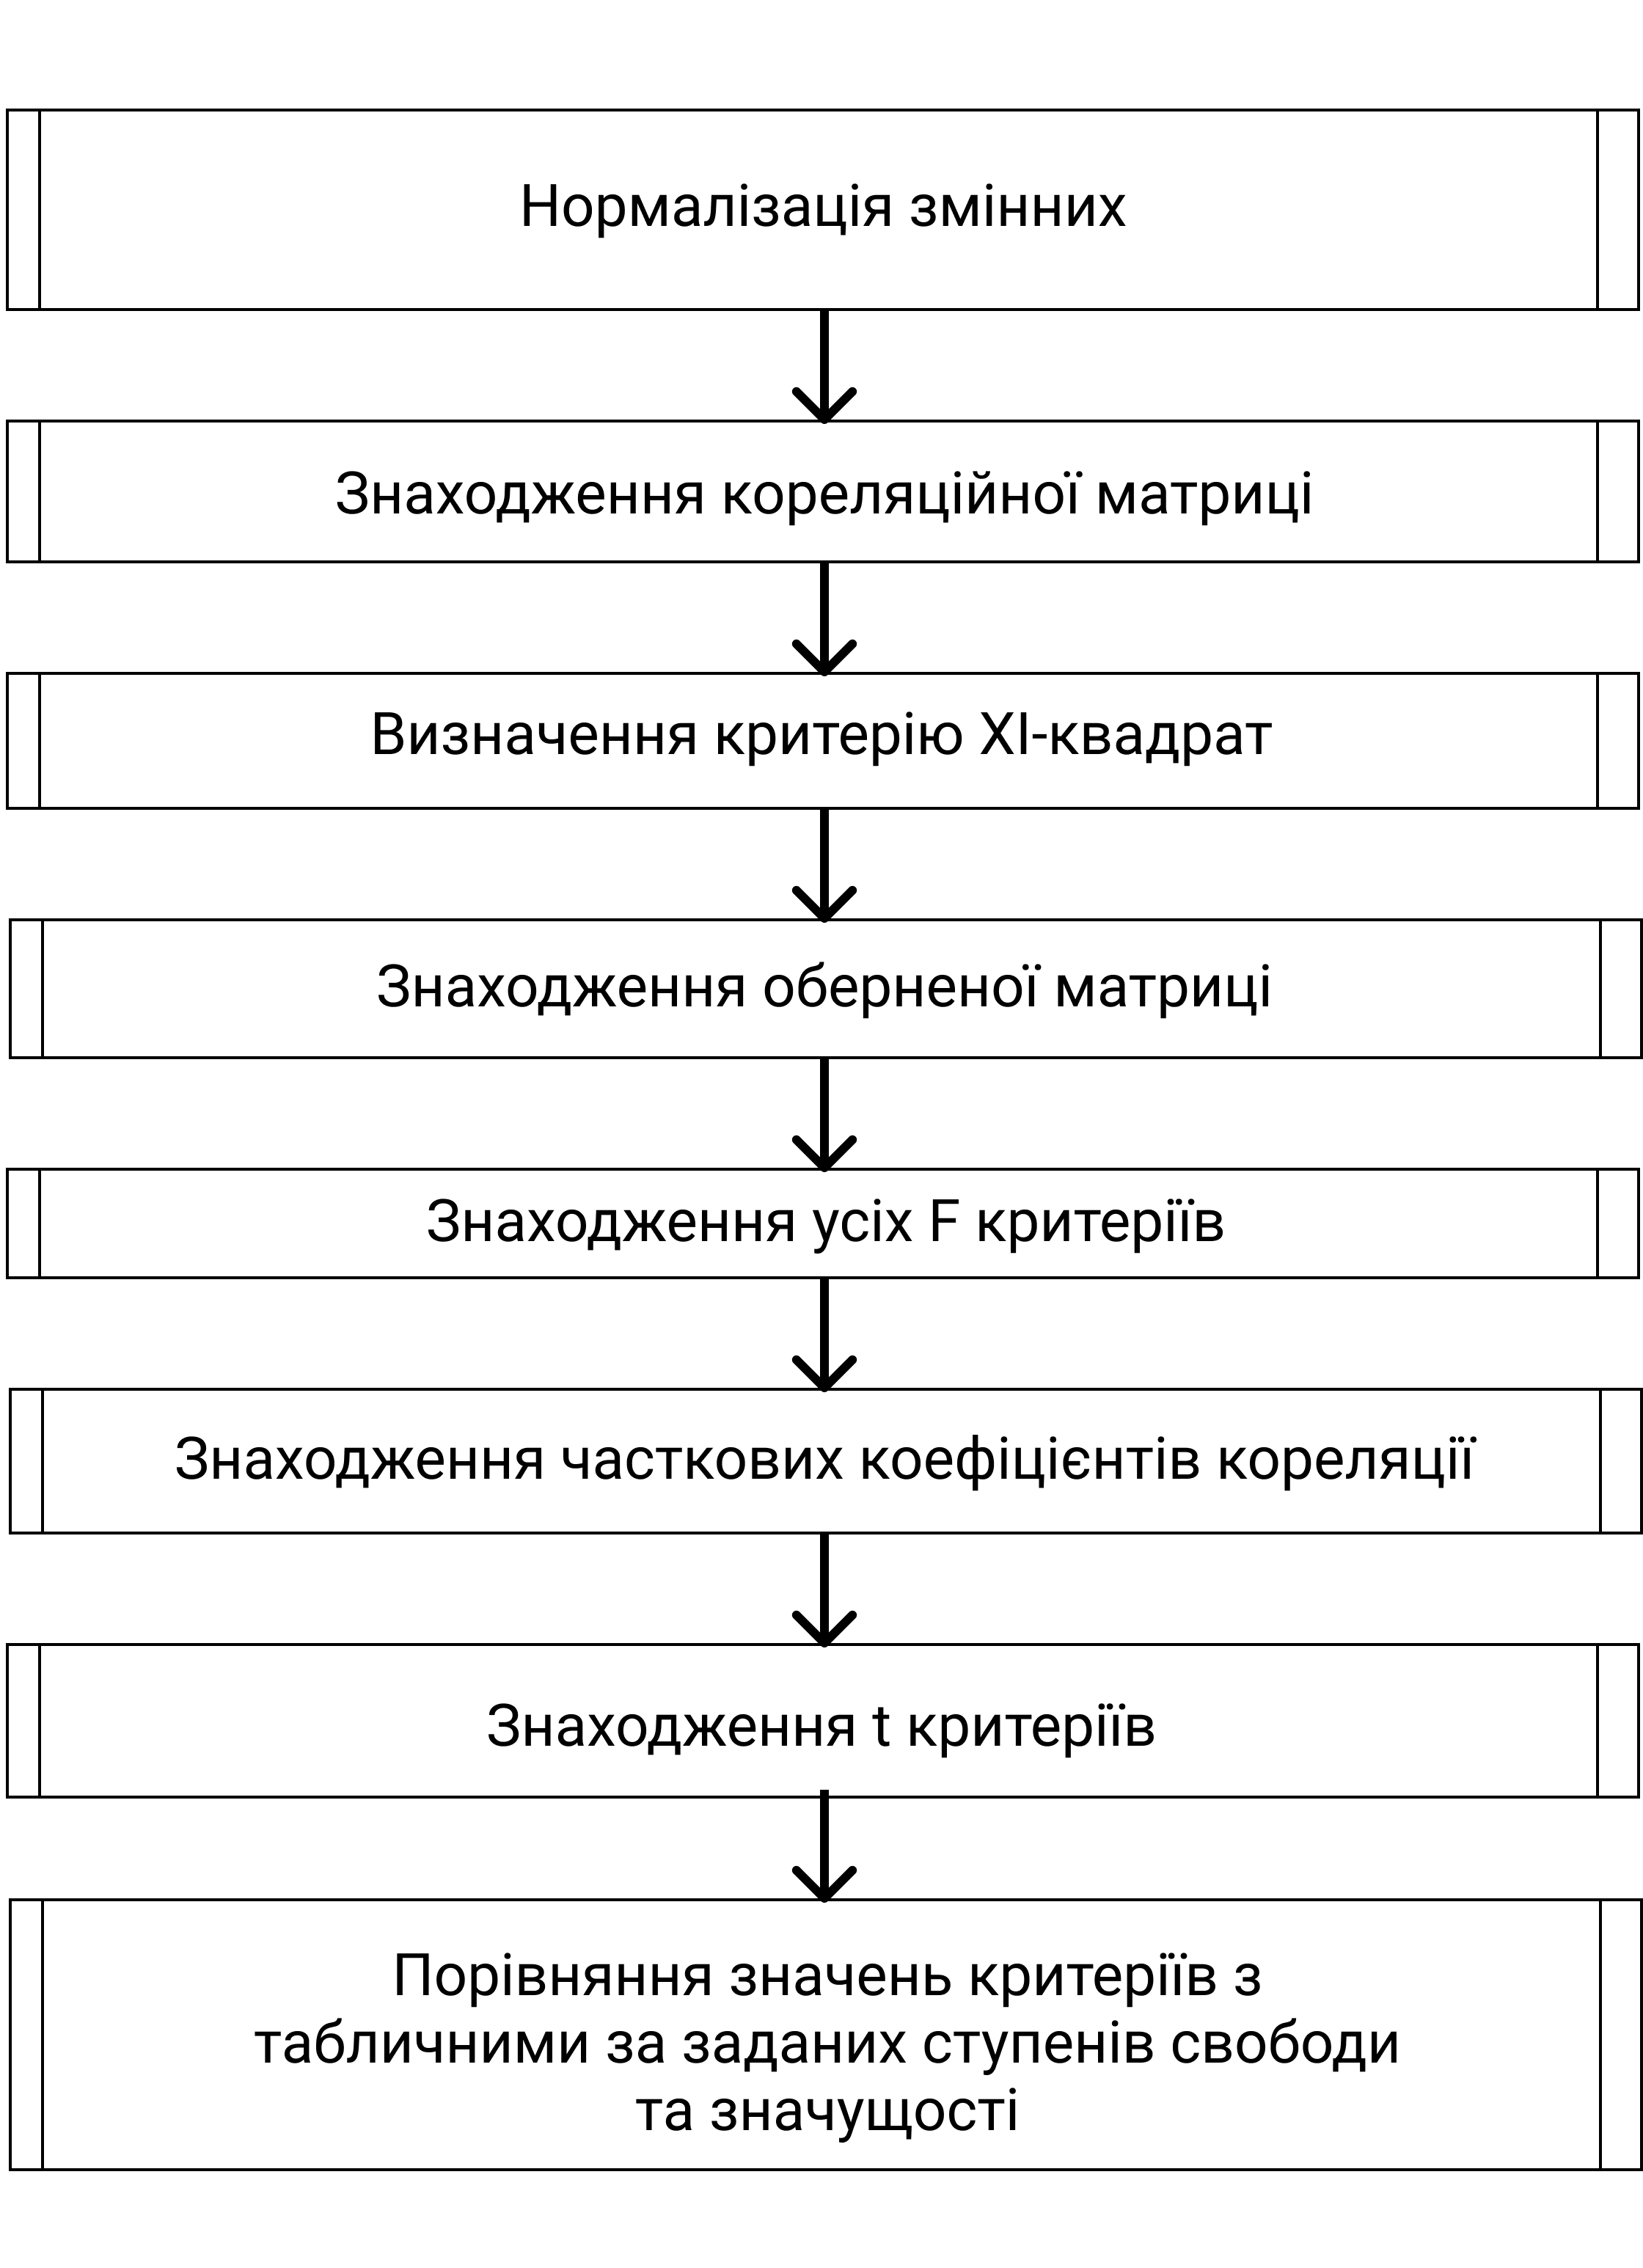 Нормалізація змінних
Знаходження кореляційної матриці
Визначення критерію XI-квадрат
Знаходження оберненої матриці
Знаходження усіх F критеріїв
Знаходження часткових коефіцієнтів кореляції
Знаходження t критеріїв
Порівняння значень критеріїв з
табличними за заданих ступенів свободи
та значущості